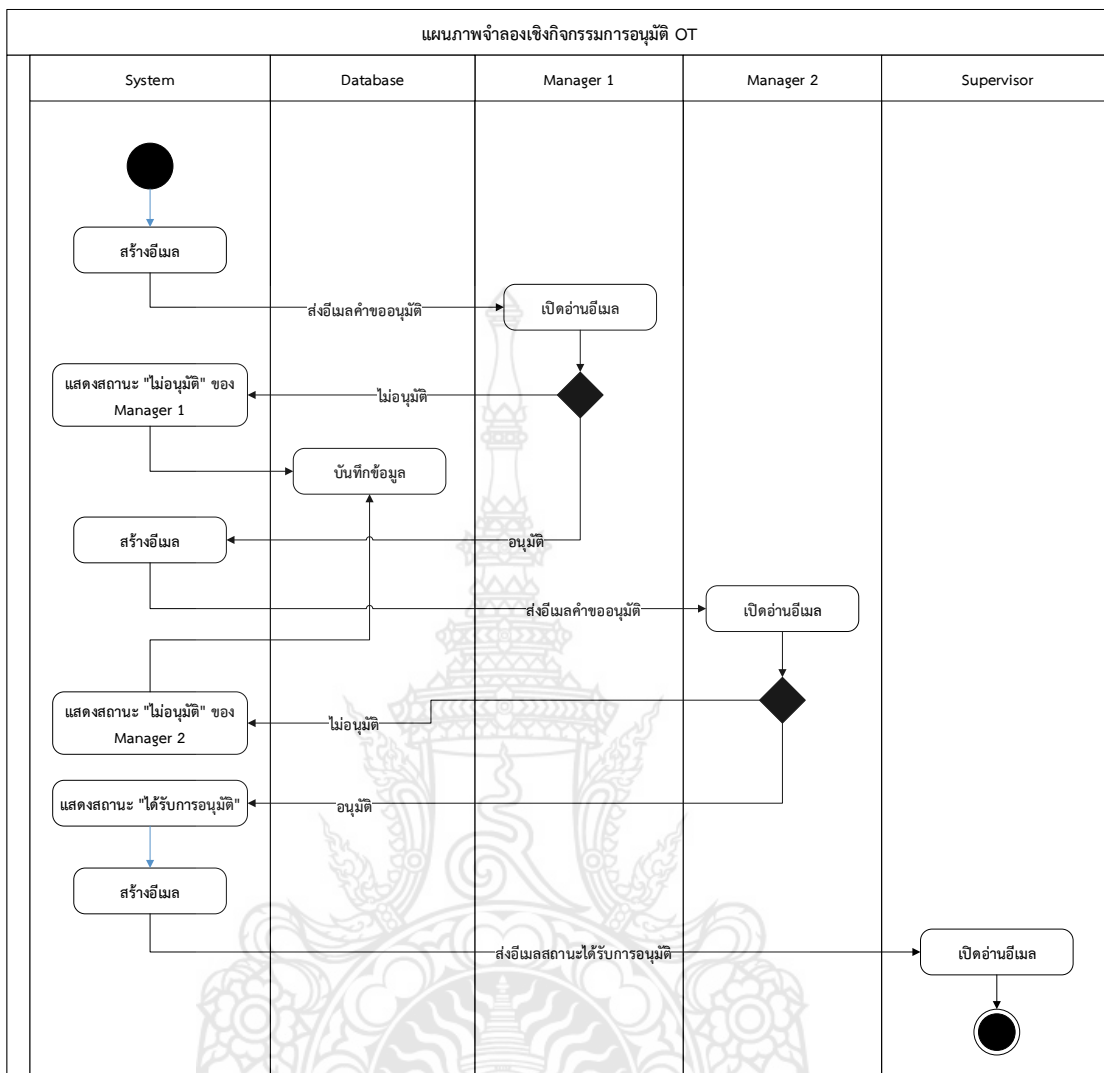 แผนภาพจำลองเชิงกิจกรรมการอนุมัติ OT
System
Database
Manager 1
Manager 2
Supervisor
สร้างอีเมล
ส่งอีเมลคำขออนุมัติ
เปิดอ่านอีเมล
แสดงสถานะ "ไม่อนุมัติ" ของ
Manager 1
ไม่อนุมัติ
บันทึกข้อมูล
สร้างอีเมล
อนุมัติ
ส่งอีเมลคำขออนุมัติ
เปิดอ่านอีเมล
แสดงสถานะ "ไม่อนุมัติ" ของ
Manager 2
ไม่อนุมัติ
แสดงสถานะ "ได้รับการอนุมัติ"
อนุมัติ
สร้างอีเมล
ส่งอีเมลสถานะได้รับการอนุมัติ
เปิดอ่านอีเมล